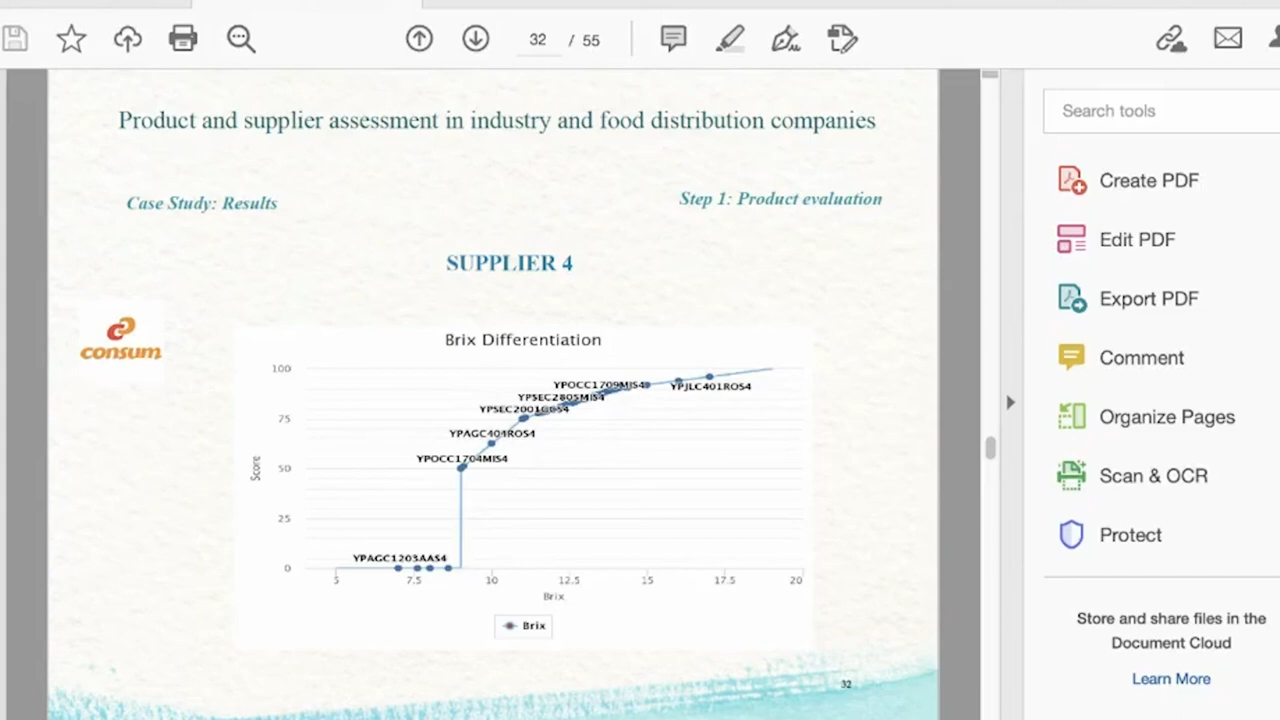 32 / 55
Search tools
Create PDF
Edit PDF
Export PDF
Comment
Organize Pages
Scan & OCR
Protect
Store and share files in the
Document Cloud
Learn More
Product and supplier assessment in industry and food distribution companies
Case Study: Results
Step 1: Product evaluation
SUPPLIER 4
consum
Brix Differentiation
100
75
50
25
0
Score
YPOCC1709MIS4
YPJLC401ROS4
YPSEC2805MIS4
YPAGC404ROS4
YPOCC1704MIS4
YPAGC1203AAS4
5 7.5 10 12.5 15 17.5 20
Brix
Brix
32